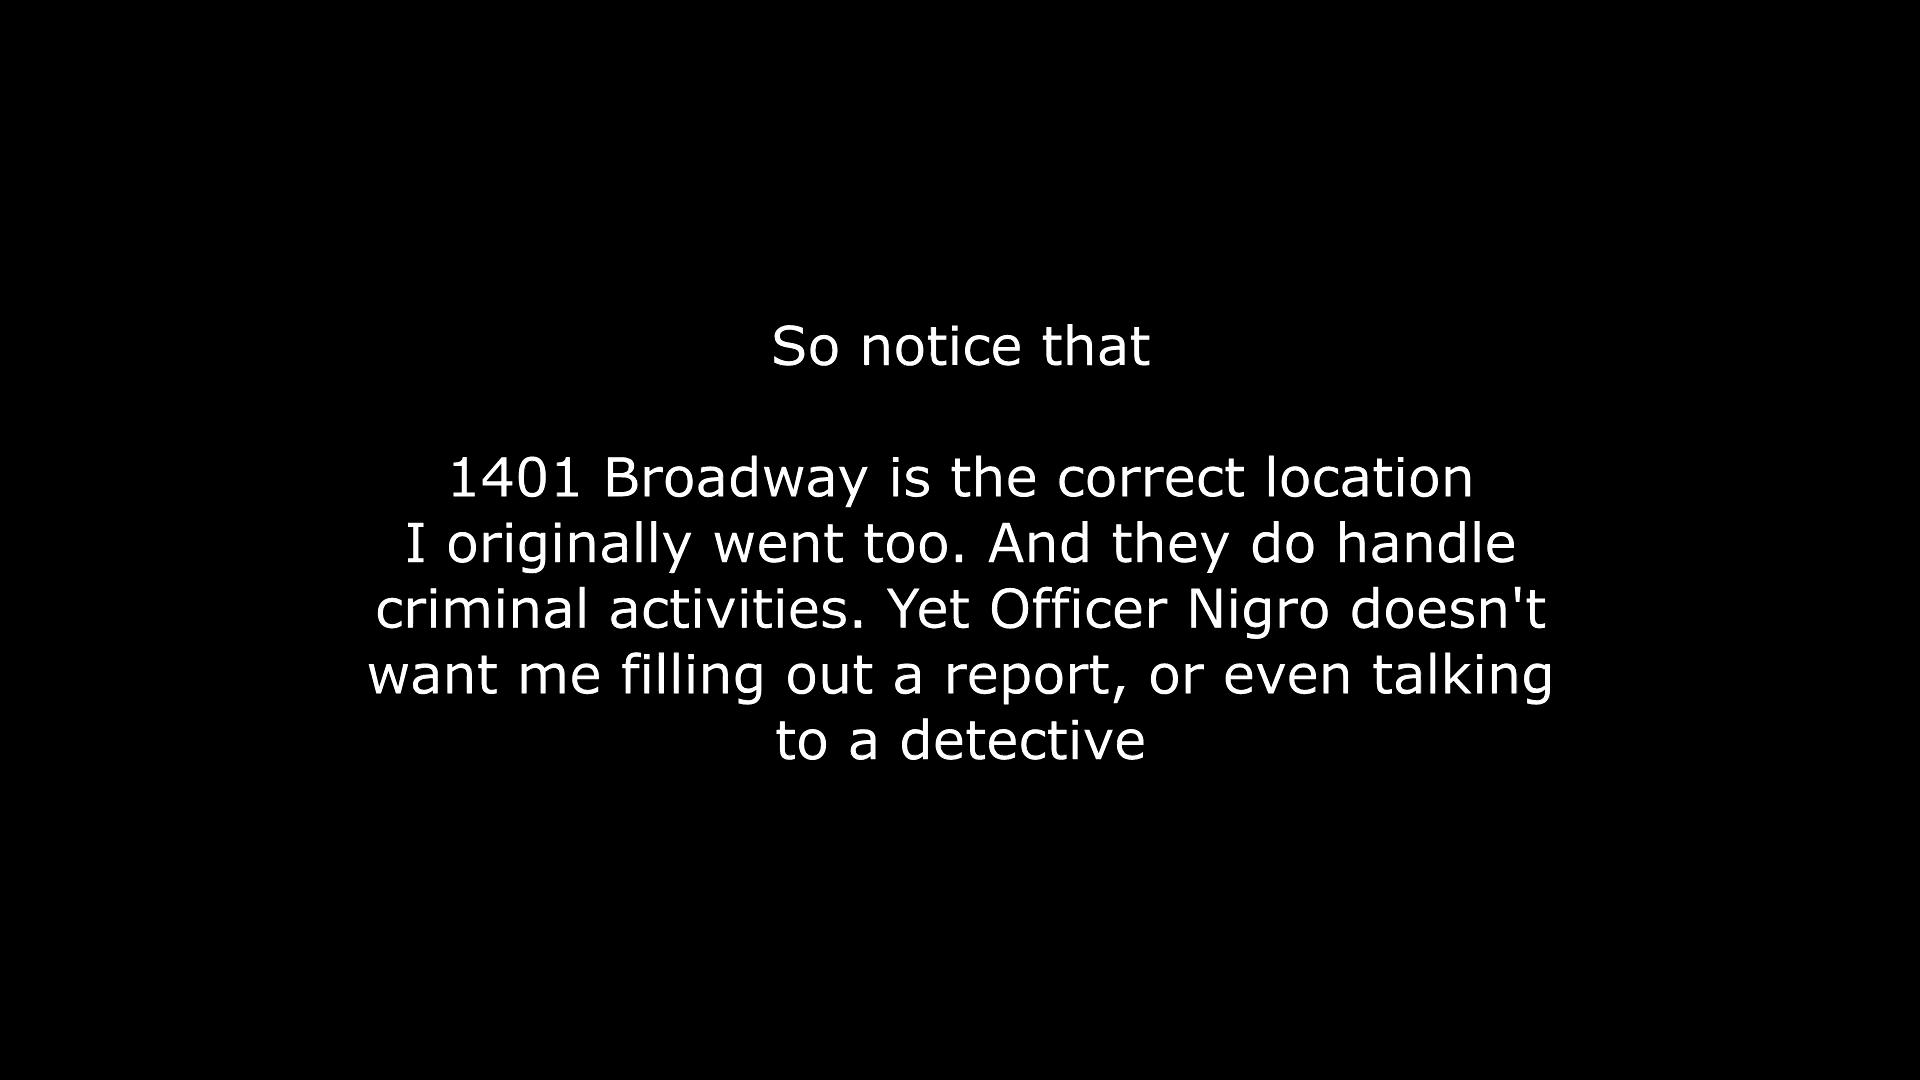 So notice that
1401 Broadway is the correct location
I originally went too. And they do handle
criminal activities. Yet Officer Nigro doesn't
want me filling out a report, or even talking
to a detective